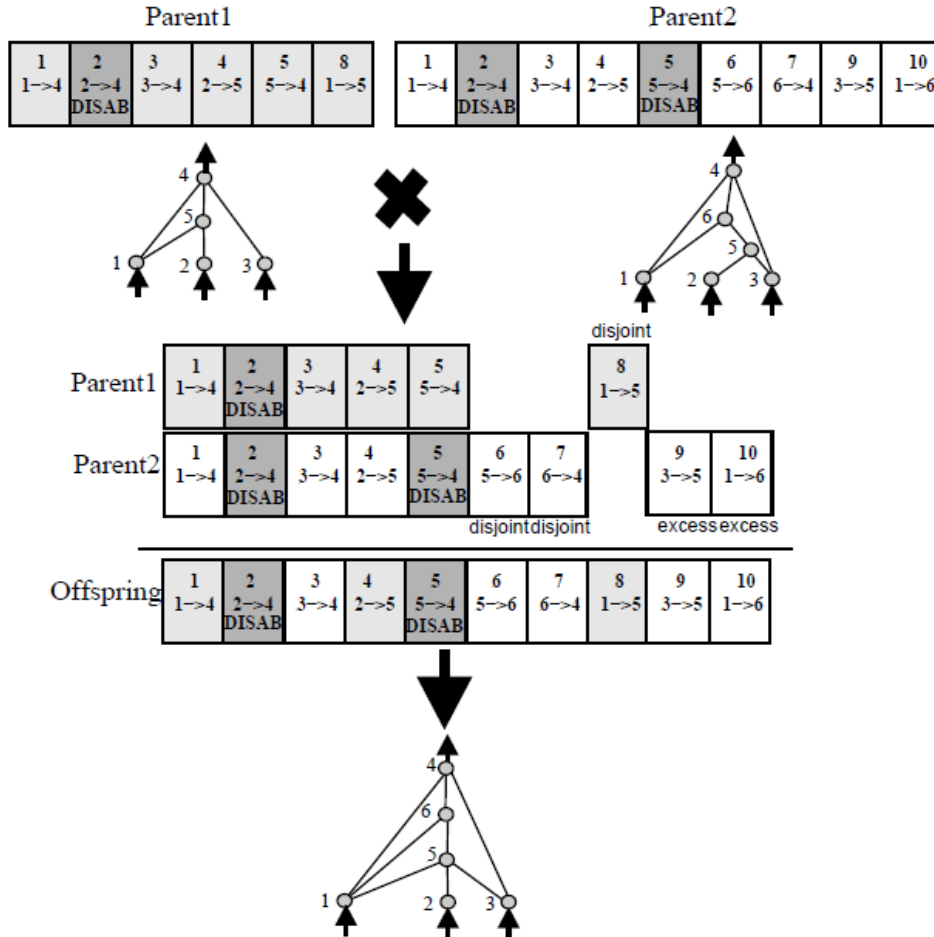 Parent1 Parent2
1 2 3 4 5 8 1 2 3 4 5 6 7 9 10
1->4 2->4 3->4 2->5 5->4 1->5 1->4 2->4 3->4 2->5 5->4 5->6 6->4 3->5 1->6
DISAB DISAB DISAB
4 4
5 6
5
1 2 3 1 2 3
disjoint
Parent1
1 2 3 4 5 8
1->4 2->4 3->4 2->5 5->4 1->5
DISAB
Parent2
1 2 3 4 5 6 7 9 10
1->4 2->4 3->4 2->5 5->4 5->6 6->4 3->5 1->6
DISAB DISAB
disjoint disjoint excess excess
Offspring
1 2 3 4 5 6 7 8 9 10
1->4 2->4 3->4 2->5 5->4 5->6 6->4 1->5 3->5 1->6
DISAB DISAB
4
6
5
1 2 3